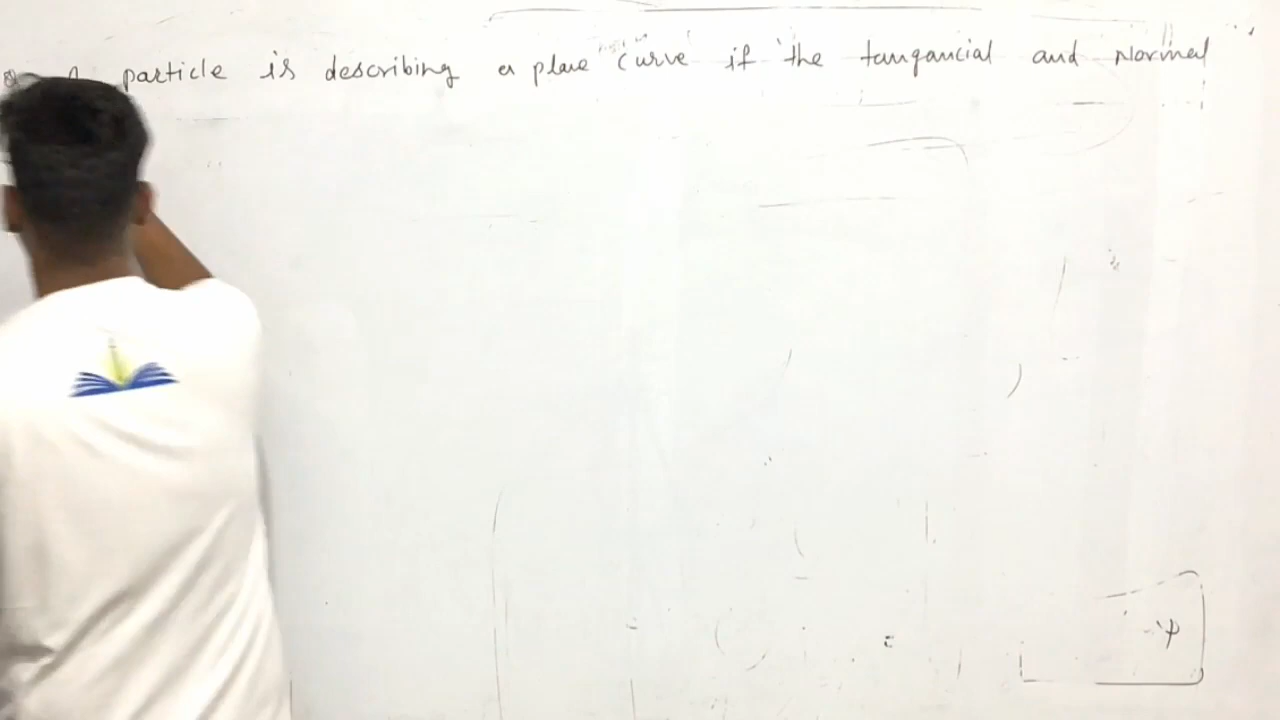 particle is describing a plane curve if the tangancial and Normal
ψ